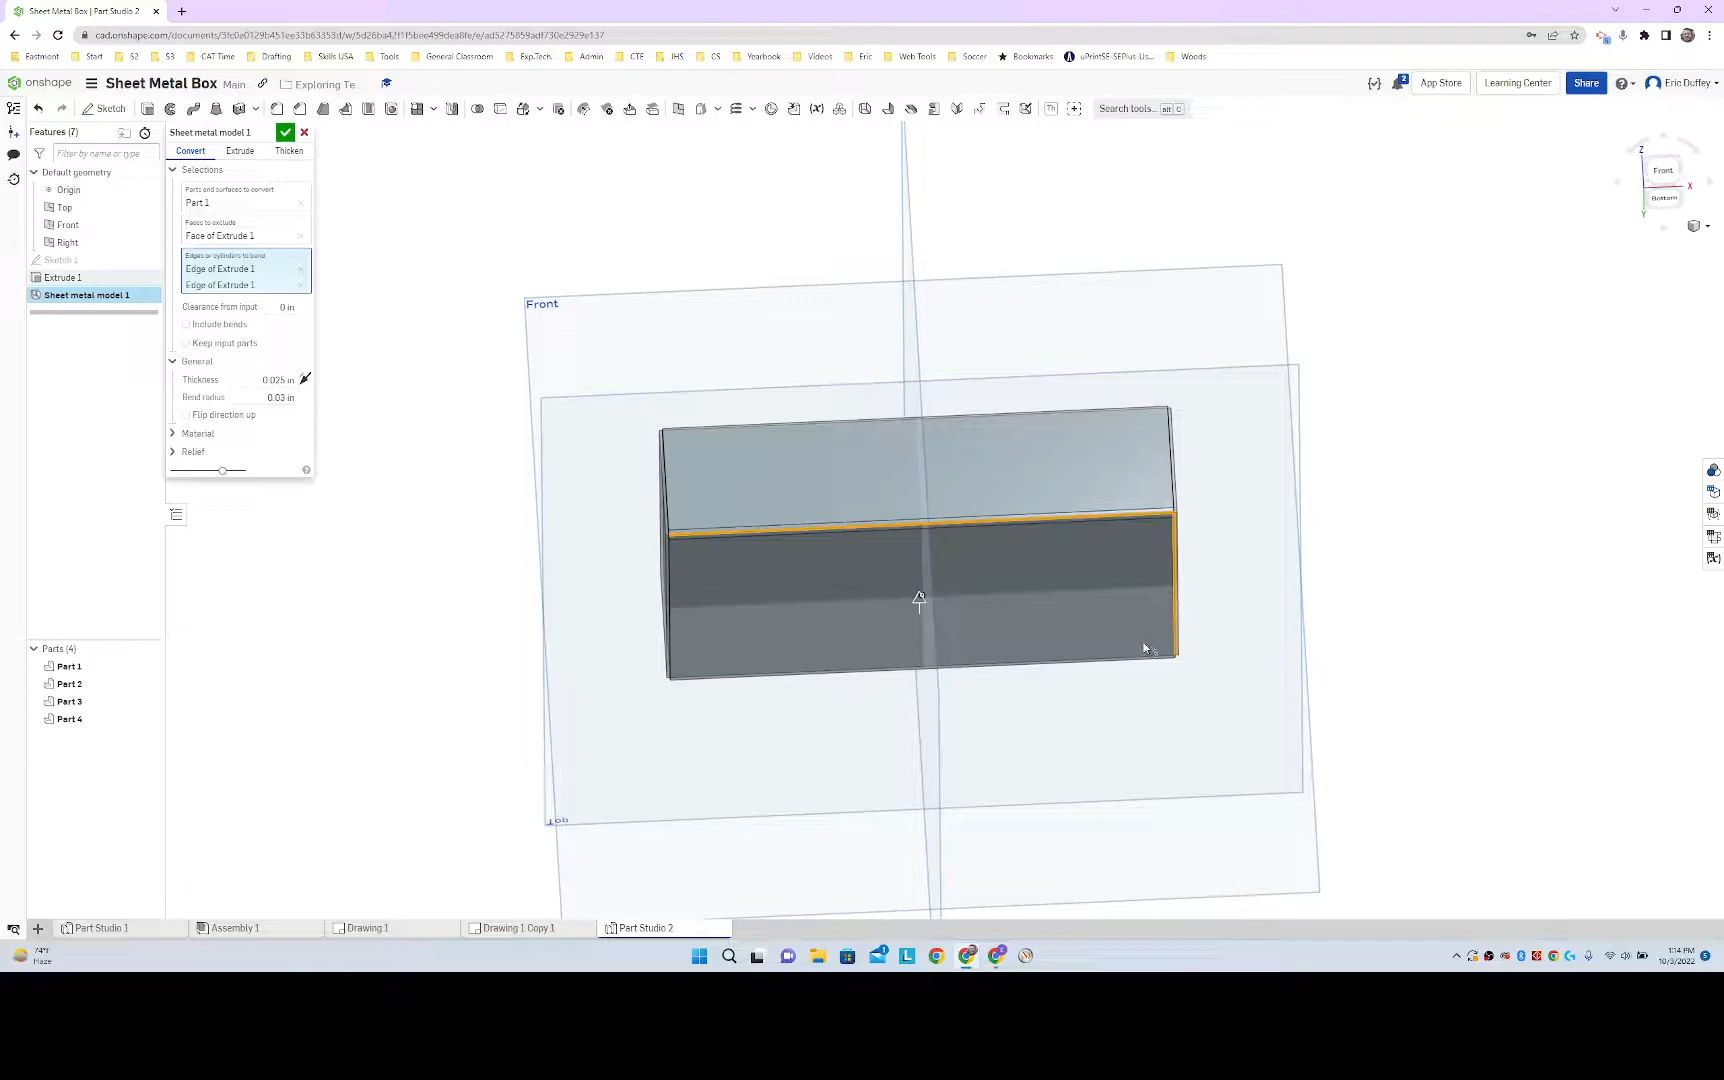 Sheet Metal Box | Part Studio 2
cad.onshape.com/documents/3fc0e0129b451ee33b63353d/w/5d26ba42f1f5bee499dea8fe/e/ad5275859adf730e2929e137
Eastmont Start S2 S3 CAT Time Drafting Skills USA Tools General Classroom Exp.Tech. Admin CTE JHS CS Yearbook Videos Eric Web Tools Soccer Bookmarks uPrintSE-SEPlus-Us... Woods
onshape Sheet Metal Box Main Exploring Te... 2 App Store Learning Center Share Eric Duffey
Sketch Search tools... alt C
Features (7)
Filter by name or type
Default geometry
Origin
Top
Front
Right
Sketch 1
Extrude 1
Sheet metal model 1
Sheet metal model 1
Convert Extrude Thicken
Selections
Parts and surfaces to convert
Part 1
Faces to exclude
Face of Extrude 1
Edges or cylinders to bend
Edge of Extrude 1
Edge of Extrude 1
Clearance from input 0 in
Include bends
Keep input parts
General
Thickness 0.025 in
Bend radius 0.03 in
Flip direction up
Material
Relief
Front
Top
Z
Front
X
Bottom
Y
Parts (4)
Part 1
Part 2
Part 3
Part 4
Part Studio 1 Assembly 1 Drawing 1 Drawing 1 Copy 1 Part Studio 2
74°F
Haze
1:14 PM
10/3/2022